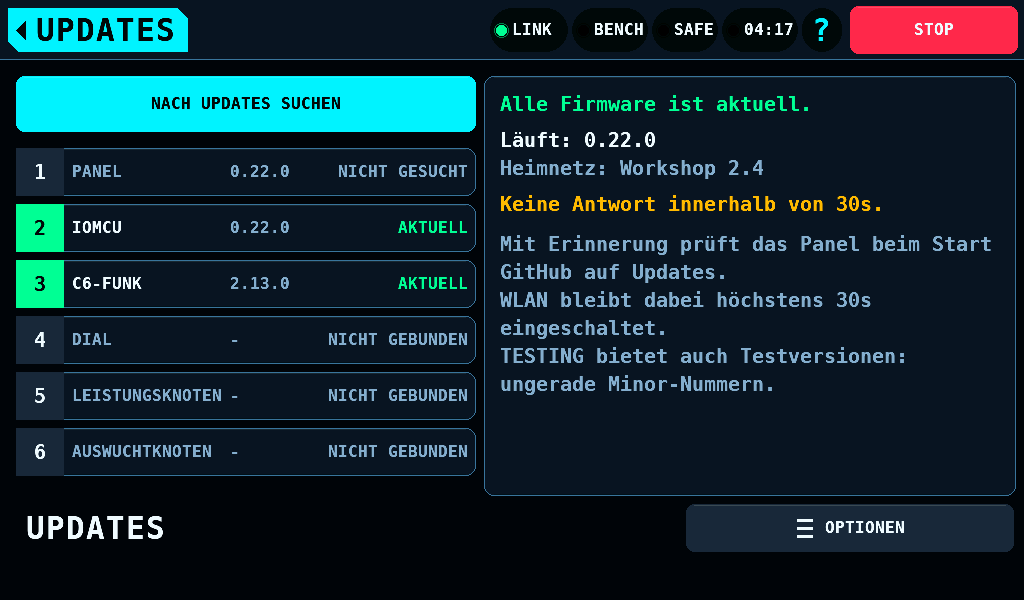 UPDATES
LINK
BENCH
SAFE
04:17
?
STOP
NACH UPDATES SUCHEN
1 PANEL 0.22.0 NICHT GESUCHT
2 IOMCU 0.22.0 AKTUELL
3 C6-FUNK 2.13.0 AKTUELL
4 DIAL - NICHT GEBUNDEN
5 LEISTUNGSKNOTEN - NICHT GEBUNDEN
6 AUSWUCHTKNOTEN - NICHT GEBUNDEN
Alle Firmware ist aktuell.
Läuft: 0.22.0
Heimnetz: Workshop 2.4
Keine Antwort innerhalb von 30s.
Mit Erinnerung prüft das Panel beim Start
GitHub auf Updates.
WLAN bleibt dabei höchstens 30s
eingeschaltet.
TESTING bietet auch Testversionen:
ungerade Minor-Nummern.
UPDATES
OPTIONEN